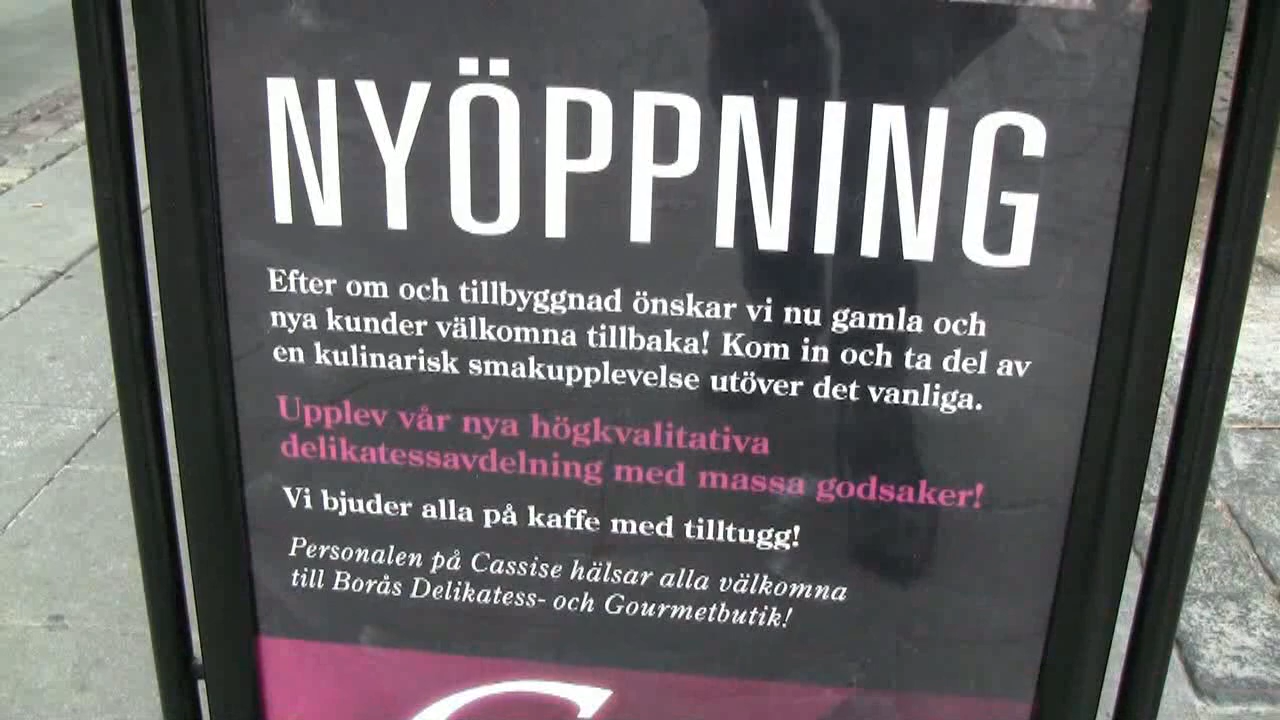 NYÖPPNING
Efter om och tillbyggnad önskar vi nu gamla och
nya kunder välkomna tillbaka! Kom in och ta del av
en kulinarisk smakupplevelse utöver det vanliga.
Upplev vår nya högkvalitativa
delikatessavdelning med massa godsaker!
Vi bjuder alla på kaffe med tilltugg!
Personalen på Cassise hälsar alla välkomna
till Borås Delikatess- och Gourmetbutik!